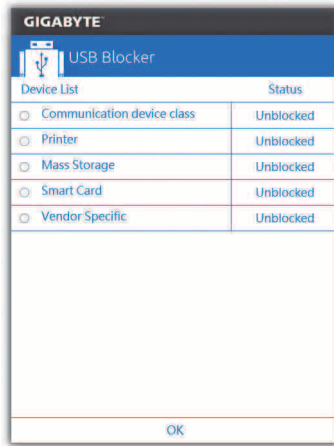 GIGABYTE™
USB Blocker
Device List Status
Communication device class Unblocked
Printer Unblocked
Mass Storage Unblocked
Smart Card Unblocked
Vendor Specific Unblocked
OK